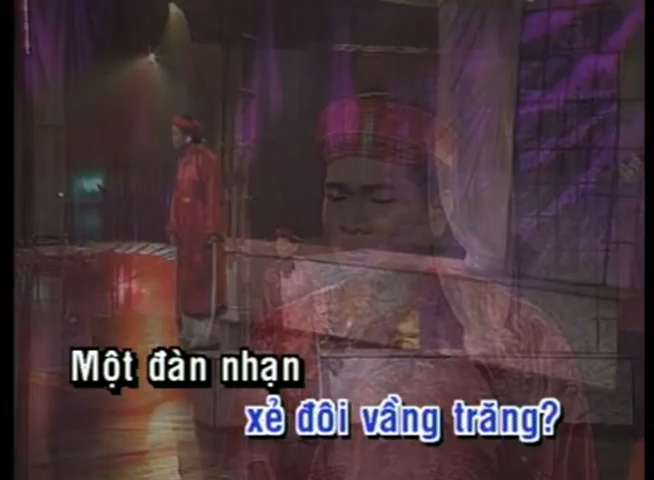 Một đàn nhạn
xẻ đôi vầng trăng?